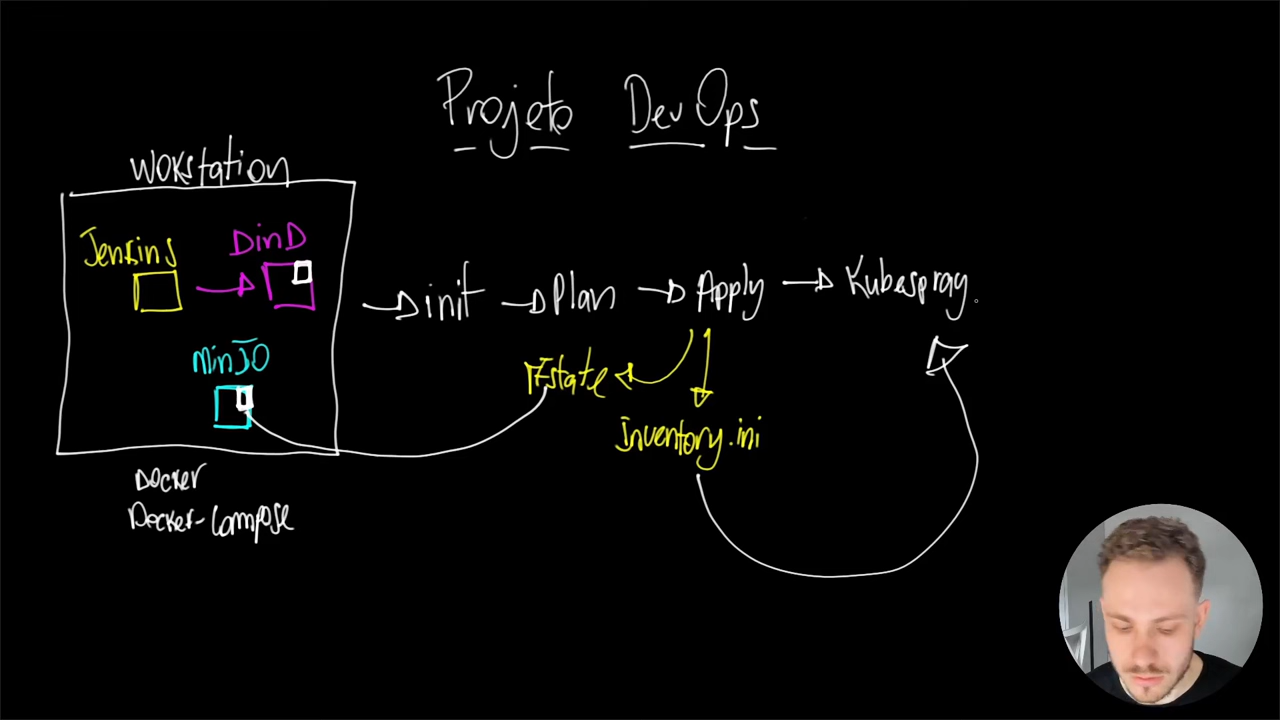 Projeto DevOps
Workstation
Jenkins
DinD
MinIO
init
Plan
Apply
Kubespray.
tfstate
Inventory.ini
Docker
Docker-Compose